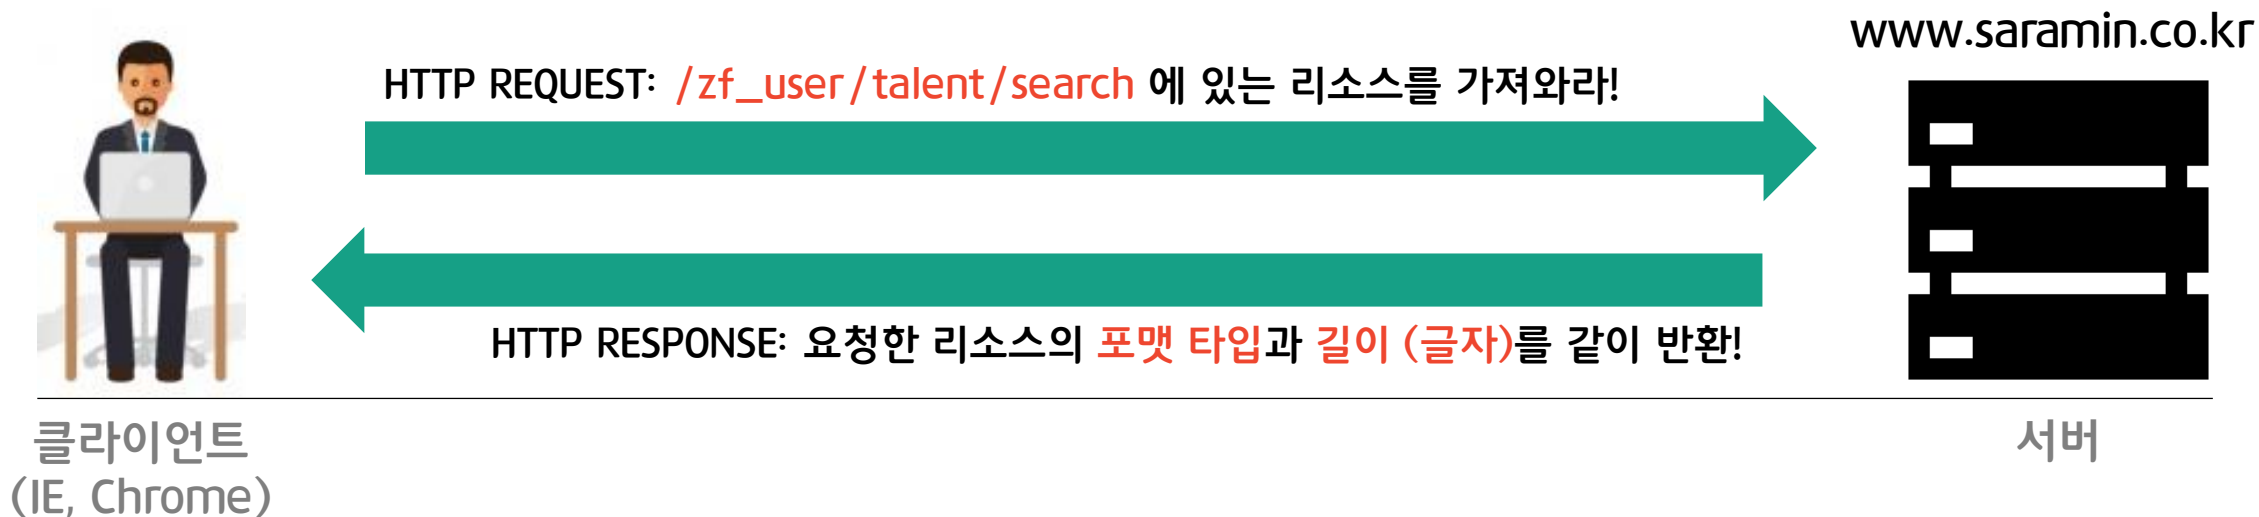 www.saramin.co.kr
HTTP REQUEST: /zf_user/talent/search 에 있는 리소스를 가져와라!
HTTP RESPONSE: 요청한 리소스의 포맷 타입과 길이 (글자)를 같이 반환!
클라이언트
(IE, Chrome)
서버